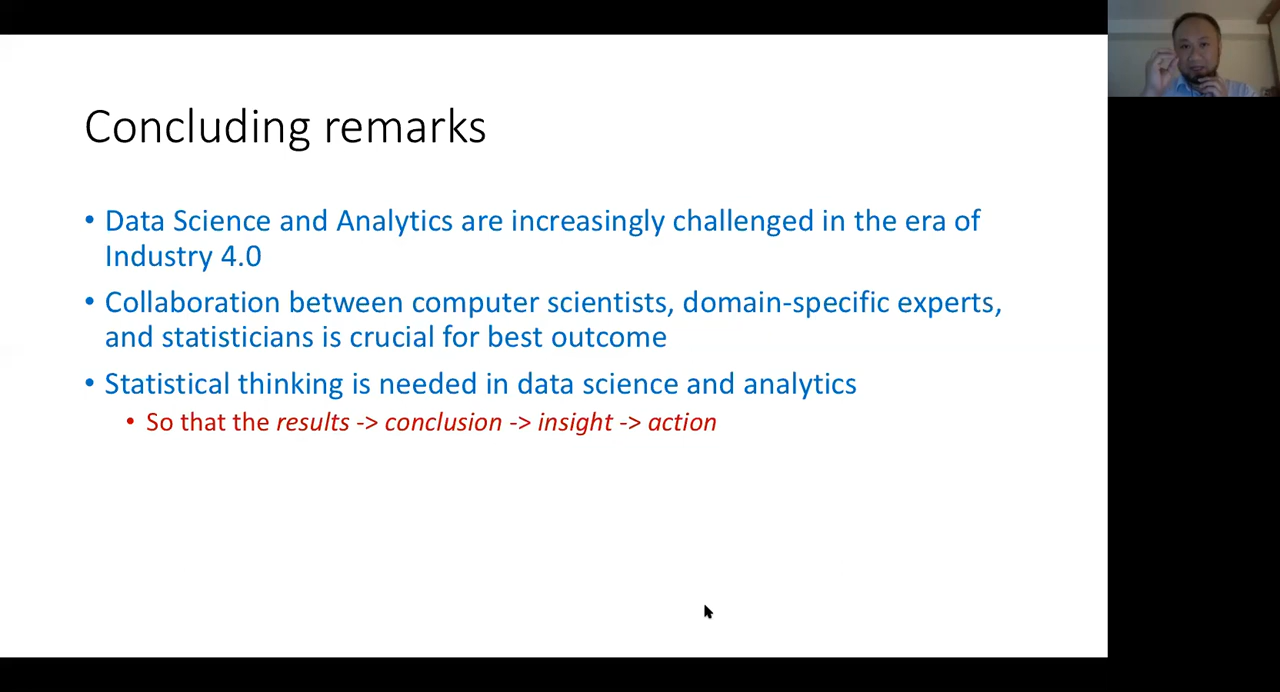 Concluding remarks
• Data Science and Analytics are increasingly challenged in the era of
Industry 4.0
• Collaboration between computer scientists, domain-specific experts,
and statisticians is crucial for best outcome
• Statistical thinking is needed in data science and analytics
• So that the results -> conclusion -> insight -> action